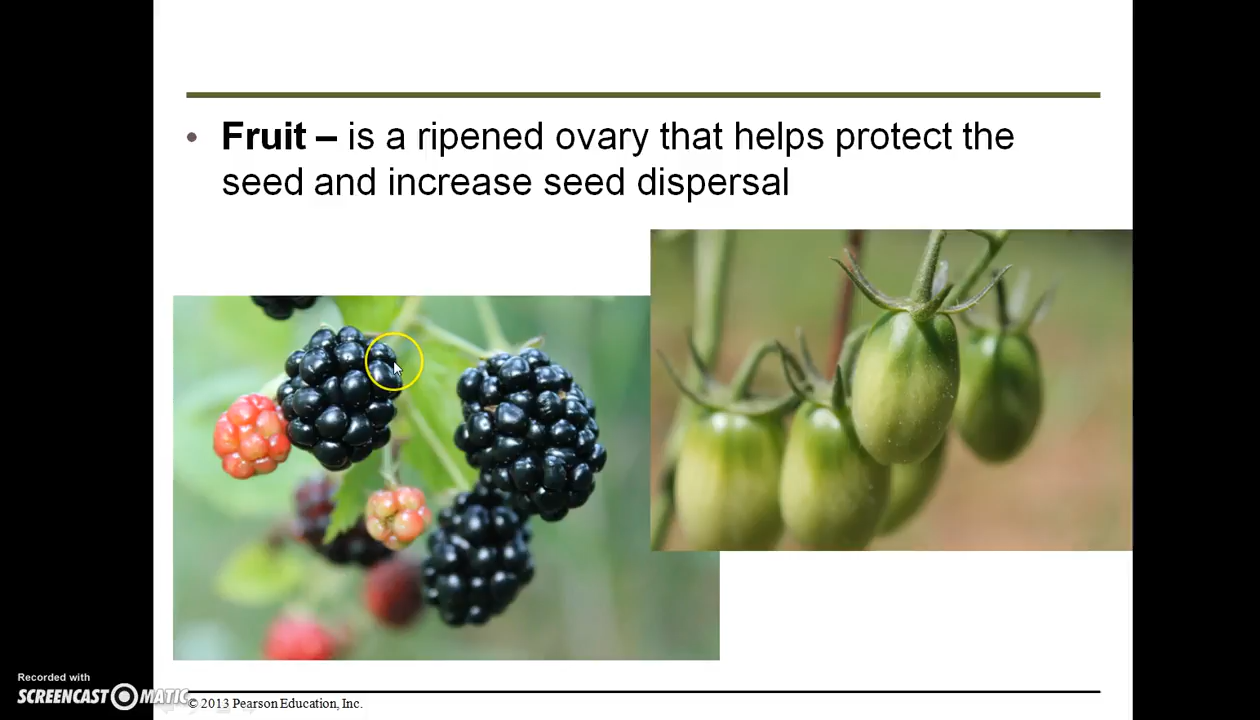 • Fruit – is a ripened ovary that helps protect the
seed and increase seed dispersal
Recorded with
SCREENCAST MATIC
© 2013 Pearson Education, Inc.